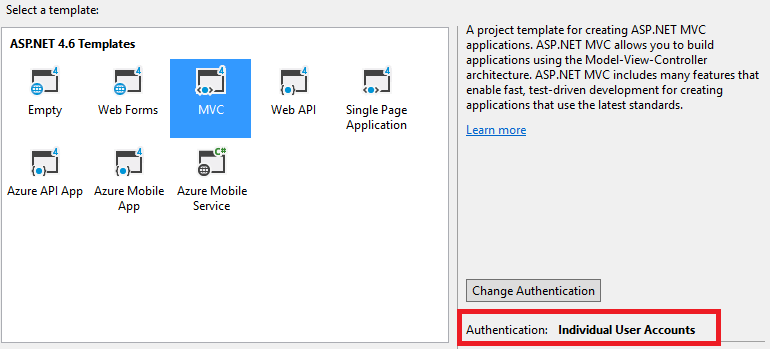 Select a template:
ASP.NET 4.6 Templates
Empty
Web Forms
MVC
Web API
Single Page
Application
Azure API App
Azure Mobile
App
Azure Mobile
Service
A project template for creating ASP.NET MVC
applications. ASP.NET MVC allows you to build
applications using the Model-View-Controller
architecture. ASP.NET MVC includes many features that
enable fast, test-driven development for creating
applications that use the latest standards.
Learn more
Change Authentication
Authentication: Individual User Accounts